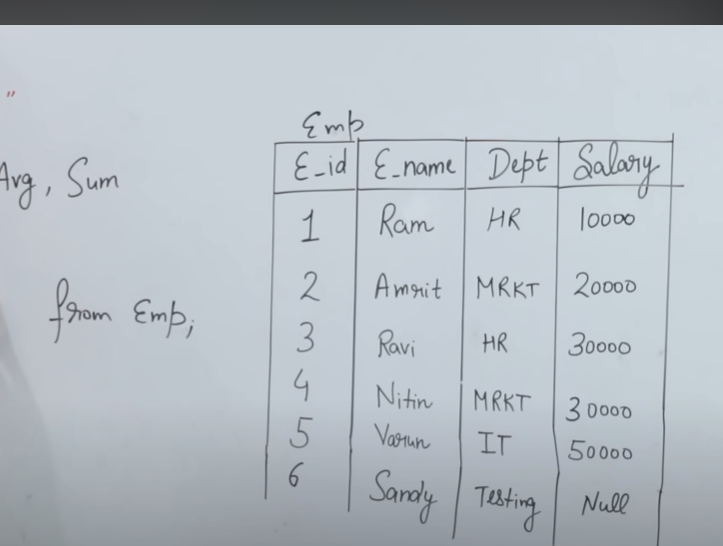 "
Avg, Sum
from Emp;
Emp
E_id E_name Dept Salary
1 Ram HR 10000
2 Amrit MRKT 20000
3 Ravi HR 30000
4 Nitin MRKT 30000
5 Varun IT 50000
6 Sandy Testing Null